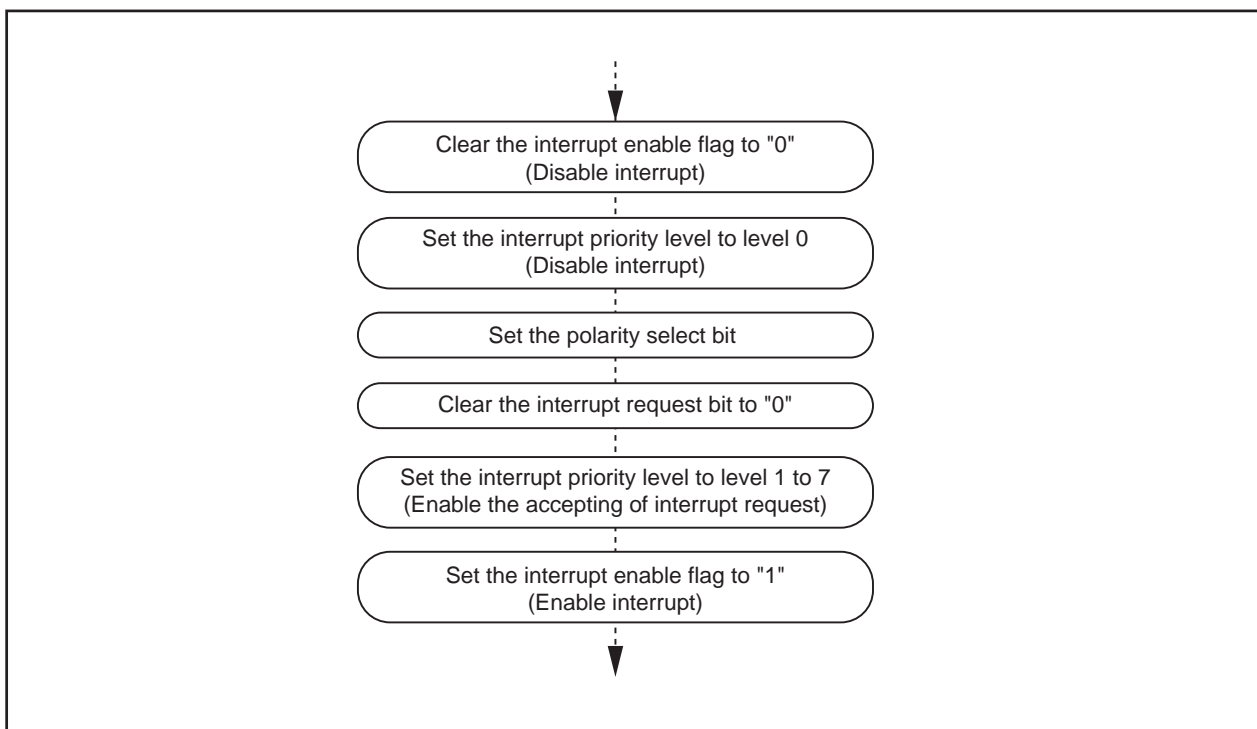 Clear the interrupt enable flag to "0"
(Disable interrupt)
Set the interrupt priority level to level 0
(Disable interrupt)
Set the polarity select bit
Clear the interrupt request bit to "0"
Set the interrupt priority level to level 1 to 7
(Enable the accepting of interrupt request)
Set the interrupt enable flag to "1"
(Enable interrupt)